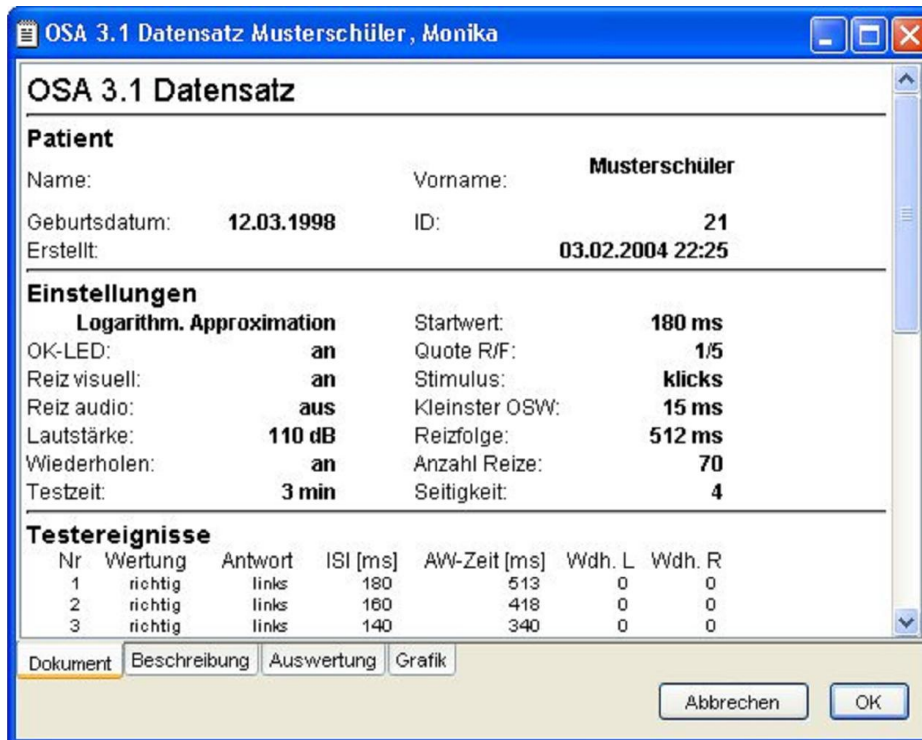 OSA 3.1 Datensatz Musterschüler, Monika
OSA 3.1 Datensatz
Patient
Name: Vorname: Musterschüler
Geburtsdatum: 12.03.1998 ID: 21
Erstellt: 03.02.2004 22:25
Einstellungen
Logarithm. Approximation Startwert: 180 ms
OK-LED: an Quote R/F: 1/5
Reiz visuell: an Stimulus: klicks
Reiz audio: aus Kleinster OSW: 15 ms
Lautstärke: 110 dB Reizfolge: 512 ms
Wiederholen: an Anzahl Reize: 70
Testzeit: 3 min Seitigkeit: 4
Testereignisse
Nr Wertung Antwort ISI [ms] AW-Zeit [ms] Wdh. L Wdh. R
1 richtig links 180 513 0 0
2 richtig links 160 418 0 0
3 richtig links 140 340 0 0
Dokument Beschreibung Auswertung Grafik
Abbrechen OK